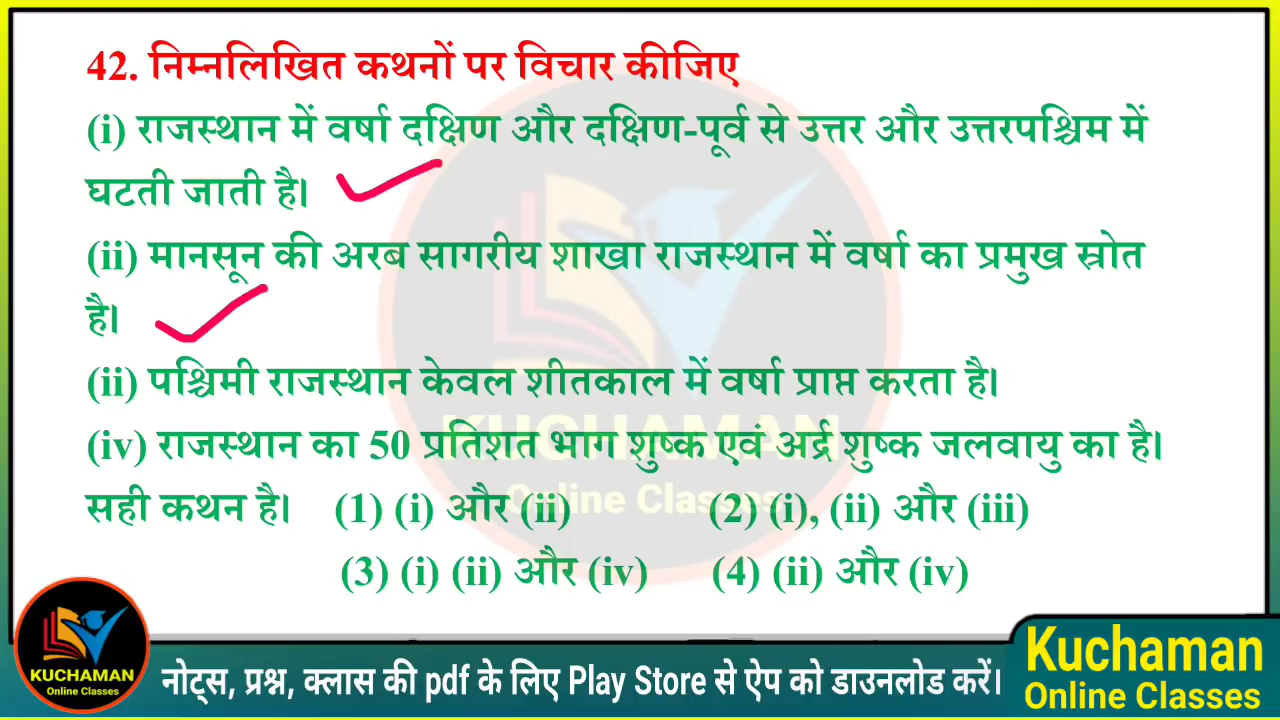 42. निम्नलिखित कथनों पर विचार कीजिए
(i) राजस्थान में वर्षा दक्षिण और दक्षिण-पूर्व से उत्तर और उत्तरपश्चिम में
घटती जाती है।
(ii) मानसून की अरब सागरीय शाखा राजस्थान में वर्षा का प्रमुख स्रोत
है।
(ii) पश्चिमी राजस्थान केवल शीतकाल में वर्षा प्राप्त करता है।
(iv) राजस्थान का 50 प्रतिशत भाग शुष्क एवं अर्द्र शुष्क जलवायु का है।
सही कथन है। (1) (i) और (ii) (2) (i), (ii) और (iii)
(3) (i) (ii) और (iv) (4) (ii) और (iv)
KUCHAMAN
Online Classes
KUCHAMAN
Online Classes
नोट्स, प्रश्न, क्लास की pdf के लिए Play Store से ऐप को डाउनलोड करें।
Kuchaman
Online Classes